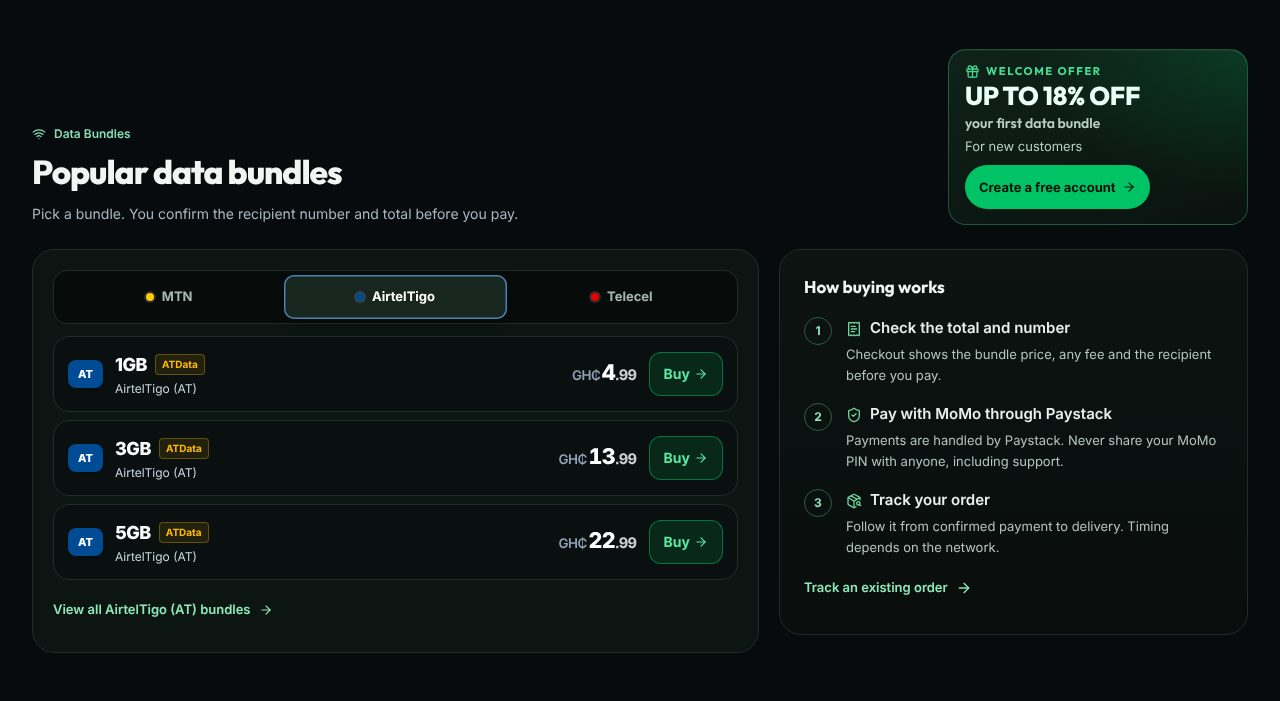 WELCOME OFFER
UP TO 18% OFF
your first data bundle
For new customers
Create a free account →
Data Bundles
Popular data bundles
Pick a bundle. You confirm the recipient number and total before you pay.
MTN
AirtelTigo
Telecel
AT
1GB ATData
AirtelTigo (AT)
GH₵4.99
Buy →
AT
3GB ATData
AirtelTigo (AT)
GH₵13.99
Buy →
AT
5GB ATData
AirtelTigo (AT)
GH₵22.99
Buy →
View all AirtelTigo (AT) bundles →
How buying works
1 Check the total and number
Checkout shows the bundle price, any fee and the recipient
before you pay.
2 Pay with MoMo through Paystack
Payments are handled by Paystack. Never share your MoMo
PIN with anyone, including support.
3 Track your order
Follow it from confirmed payment to delivery. Timing
depends on the network.
Track an existing order →